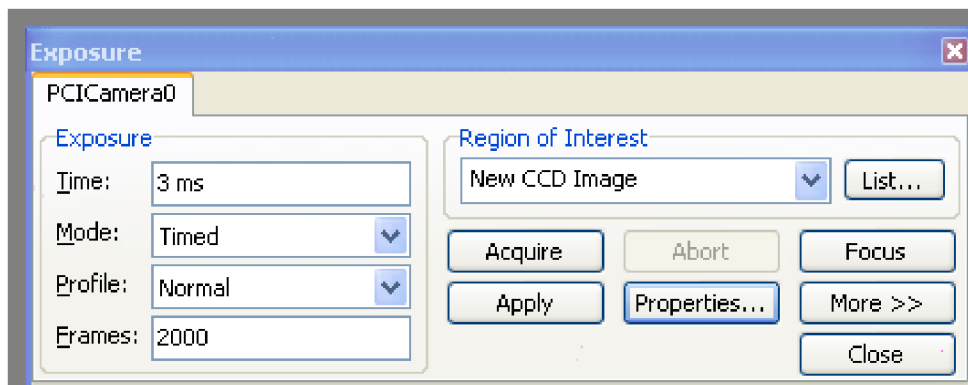 Exposure
PCICamera0
Exposure
Time: 3 ms
Mode: Timed
Profile: Normal
Frames: 2000
Region of Interest
New CCD Image List...
Acquire Abort Focus
Apply Properties... More >>
Close